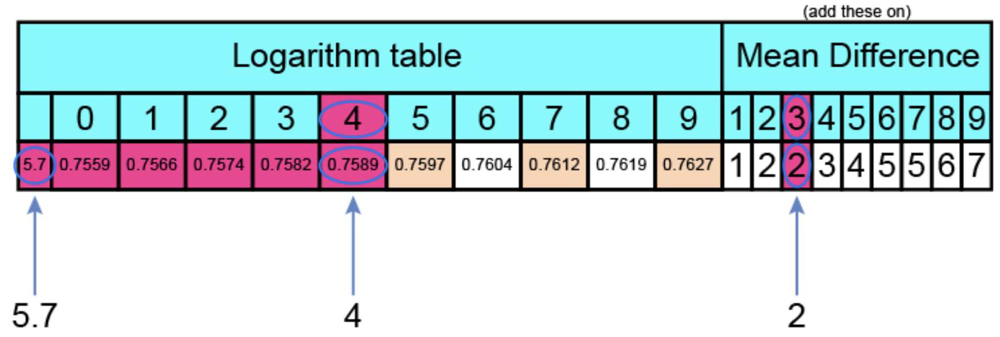 (add these on)
Logarithm table Mean Difference
0 1 2 3 4 5 6 7 8 9 1 2 3 4 5 6 7 8 9
5.7 0.7559 0.7566 0.7574 0.7582 0.7589 0.7597 0.7604 0.7612 0.7619 0.7627 1 2 2 3 4 5 5 6 7
5.7 4 2